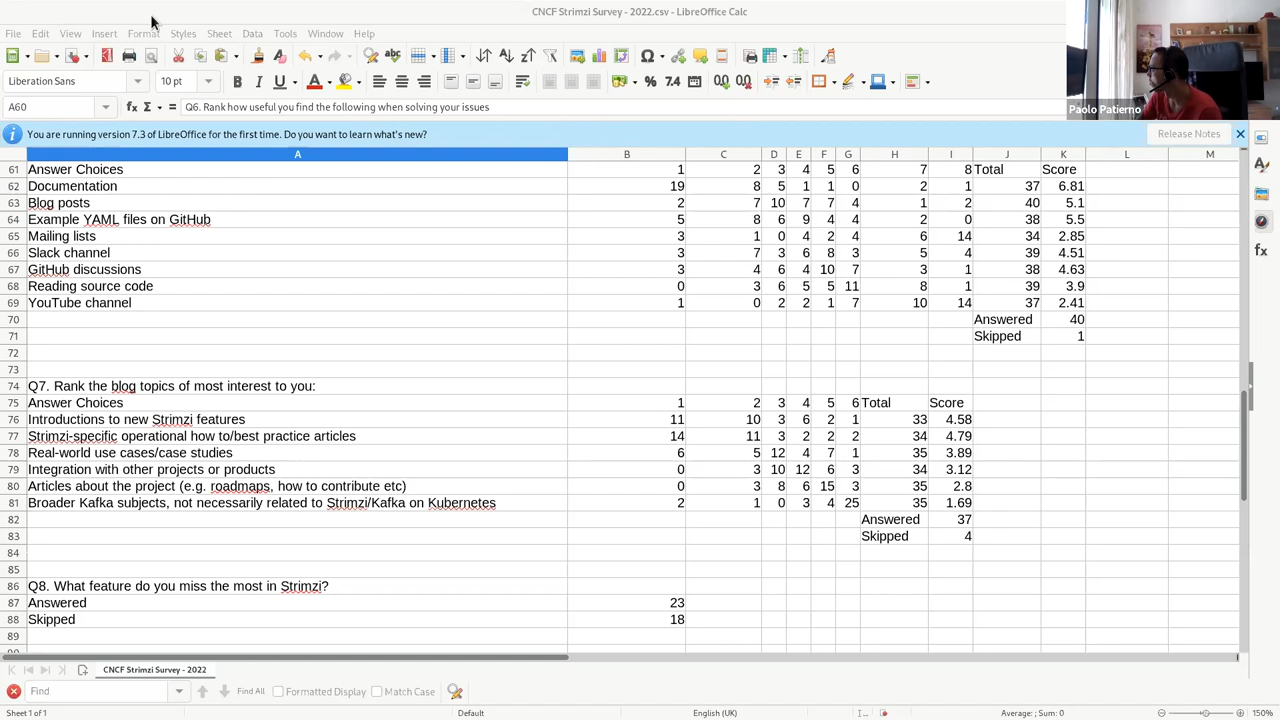 CNCF Strimzi Survey - 2022.csv - LibreOffice Calc
File Edit View Insert Format Styles Sheet Data Tools Window Help
Liberation Sans 10 pt
A60 Q6. Rank how useful you find the following when solving your issues
Paolo Patierno
You are running version 7.3 of LibreOffice for the first time. Do you want to learn what's new? Release Notes
A B C D E F G H I J K L M
61 Answer Choices 1 2 3 4 5 6 7 8 Total Score
62 Documentation 19 8 5 1 1 0 2 1 37 6.81
63 Blog posts 2 7 10 7 7 4 1 2 40 5.1
64 Example YAML files on GitHub 5 8 6 9 4 4 2 0 38 5.5
65 Mailing lists 3 1 0 4 2 4 6 14 34 2.85
66 Slack channel 3 7 3 6 8 3 5 4 39 4.51
67 GitHub discussions 3 4 6 4 10 7 3 1 38 4.63
68 Reading source code 0 3 6 5 5 11 8 1 39 3.9
69 YouTube channel 1 0 2 2 1 7 10 14 37 2.41
70 Answered 40
71 Skipped 1
72
73
74 Q7. Rank the blog topics of most interest to you:
75 Answer Choices 1 2 3 4 5 6 Total Score
76 Introductions to new Strimzi features 11 10 3 6 2 1 33 4.58
77 Strimzi-specific operational how to/best practice articles 14 11 3 2 2 2 34 4.79
78 Real-world use cases/case studies 6 5 12 4 7 1 35 3.89
79 Integration with other projects or products 0 3 10 12 6 3 34 3.12
80 Articles about the project (e.g. roadmaps, how to contribute etc) 0 3 8 6 15 3 35 2.8
81 Broader Kafka subjects, not necessarily related to Strimzi/Kafka on Kubernetes 2 1 0 3 4 25 35 1.69
82 Answered 37
83 Skipped 4
84
85
86 Q8. What feature do you miss the most in Strimzi?
87 Answered 23
88 Skipped 18
89
CNCF Strimzi Survey - 2022
Find Find All Formatted Display Match Case
Sheet 1 of 1 Default English (UK) Average: ; Sum: 0 150%